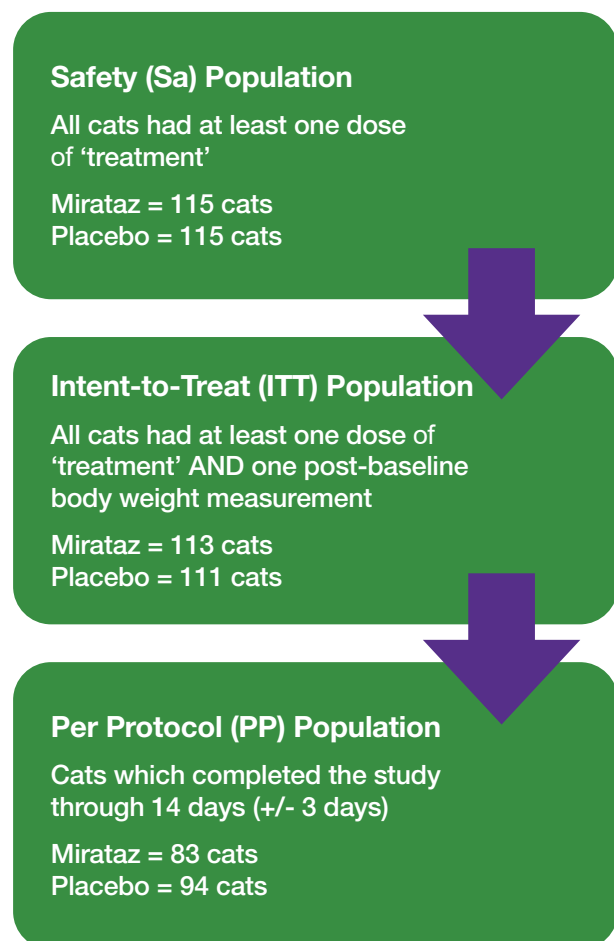 Safety (Sa) Population
All cats had at least one dose
of ‘treatment’
Mirataz = 115 cats
Placebo = 115 cats
Intent-to-Treat (ITT) Population
All cats had at least one dose of
‘treatment’ AND one post-baseline
body weight measurement
Mirataz = 113 cats
Placebo = 111 cats
Per Protocol (PP) Population
Cats which completed the study
through 14 days (+/- 3 days)
Mirataz = 83 cats
Placebo = 94 cats